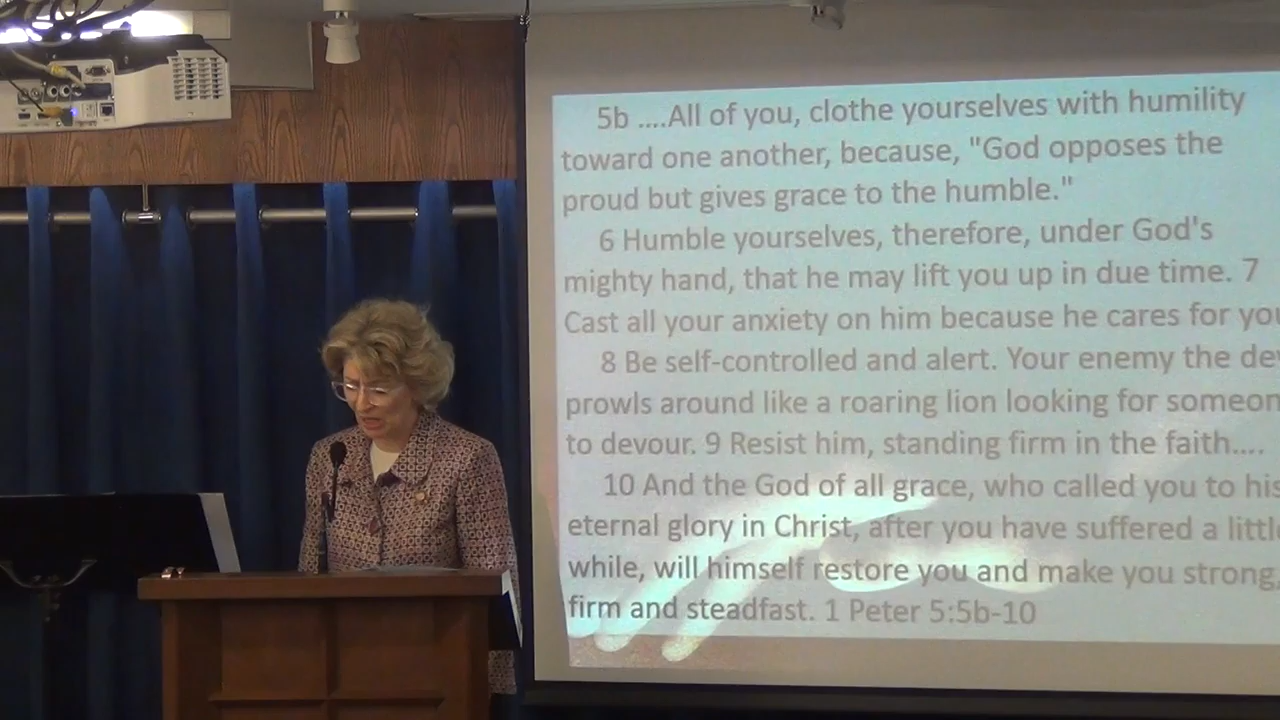 5b ....All of you, clothe yourselves with humility
toward one another, because, "God opposes the
proud but gives grace to the humble."
6 Humble yourselves, therefore, under God's
mighty hand, that he may lift you up in due time. 7
Cast all your anxiety on him because he cares for you
8 Be self-controlled and alert. Your enemy the de
prowls around like a roaring lion looking for someon
to devour. 9 Resist him, standing firm in the faith....
10 And the God of all grace, who called you to his
eternal glory in Christ, after you have suffered a little
while, will himself restore you and make you strong,
firm and steadfast. 1 Peter 5:5b-10